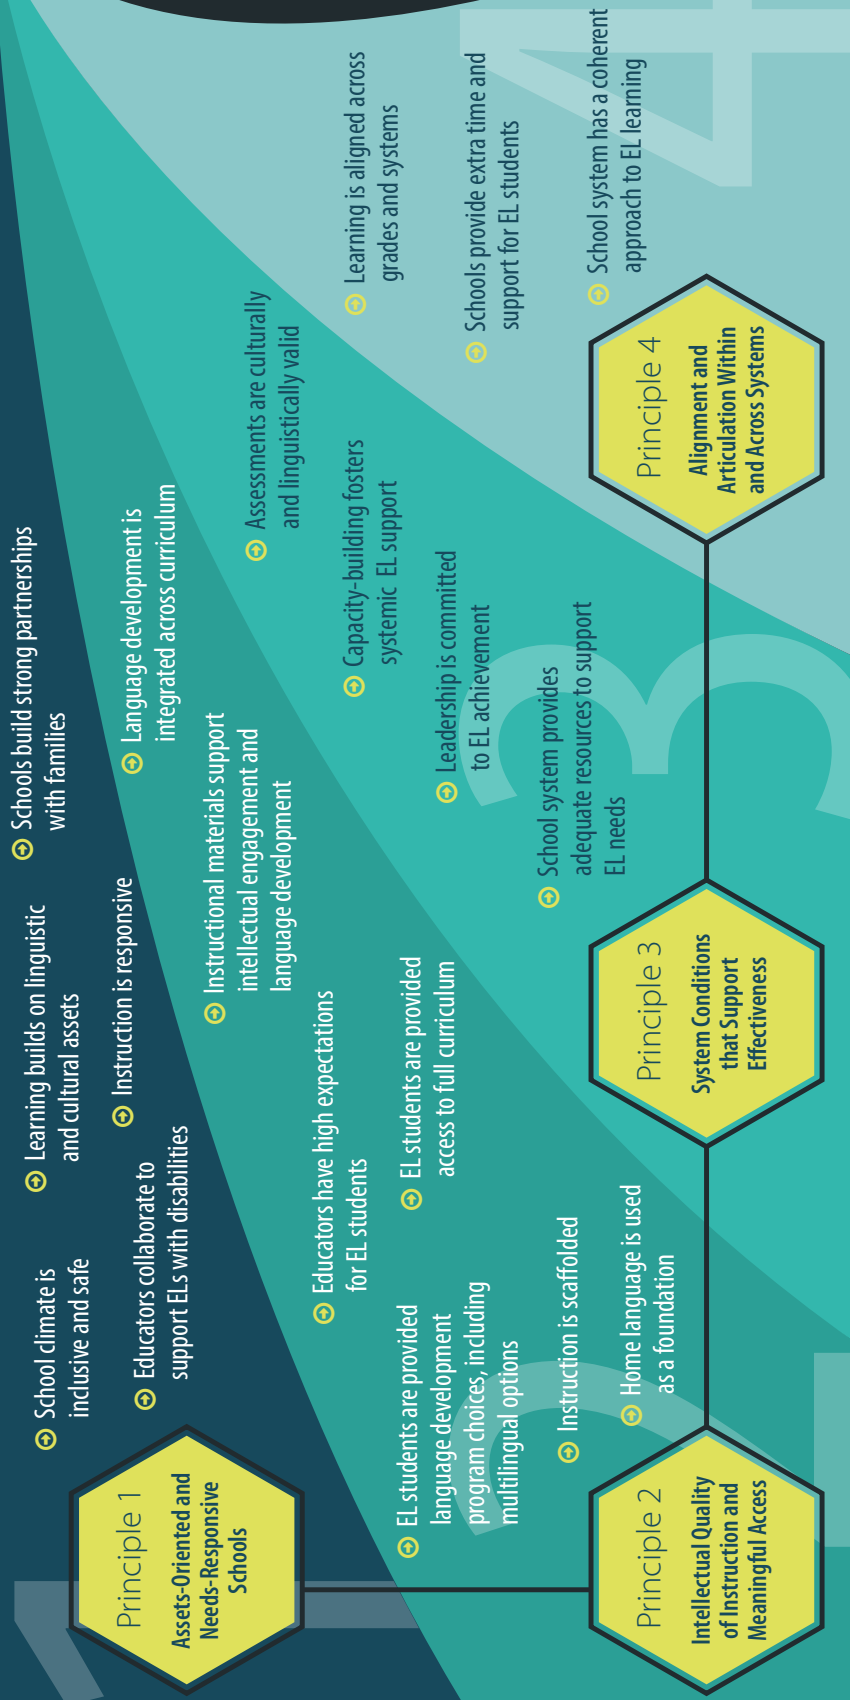 1
Principle 1
Assets-Oriented and
Needs-Responsive
Schools
School climate is
inclusive and safe
Learning builds on linguistic
and cultural assets
Schools build strong partnerships
with families
Educators collaborate to
support ELs with disabilities
Instruction is responsive
2
Principle 2
Intellectual Quality
of Instruction and
Meaningful Access
Language development is
integrated across curriculum
Instructional materials support
intellectual engagement and
language development
Educators have high expectations
for EL students
EL students are provided
access to full curriculum
EL students are provided
language development
program choices, including
multilingual options
Instruction is scaffolded
Home language is used
as a foundation
3
Principle 3
System Conditions
that Support
Effectiveness
Assessments are culturally
and linguistically valid
Capacity-building fosters
systemic EL support
Leadership is committed
to EL achievement
School system provides
adequate resources to support
EL needs
4
Principle 4
Alignment and
Articulation Within
and Across Systems
Learning is aligned across
grades and systems
Schools provide extra time and
support for EL students
School system has a coherent
approach to EL learning